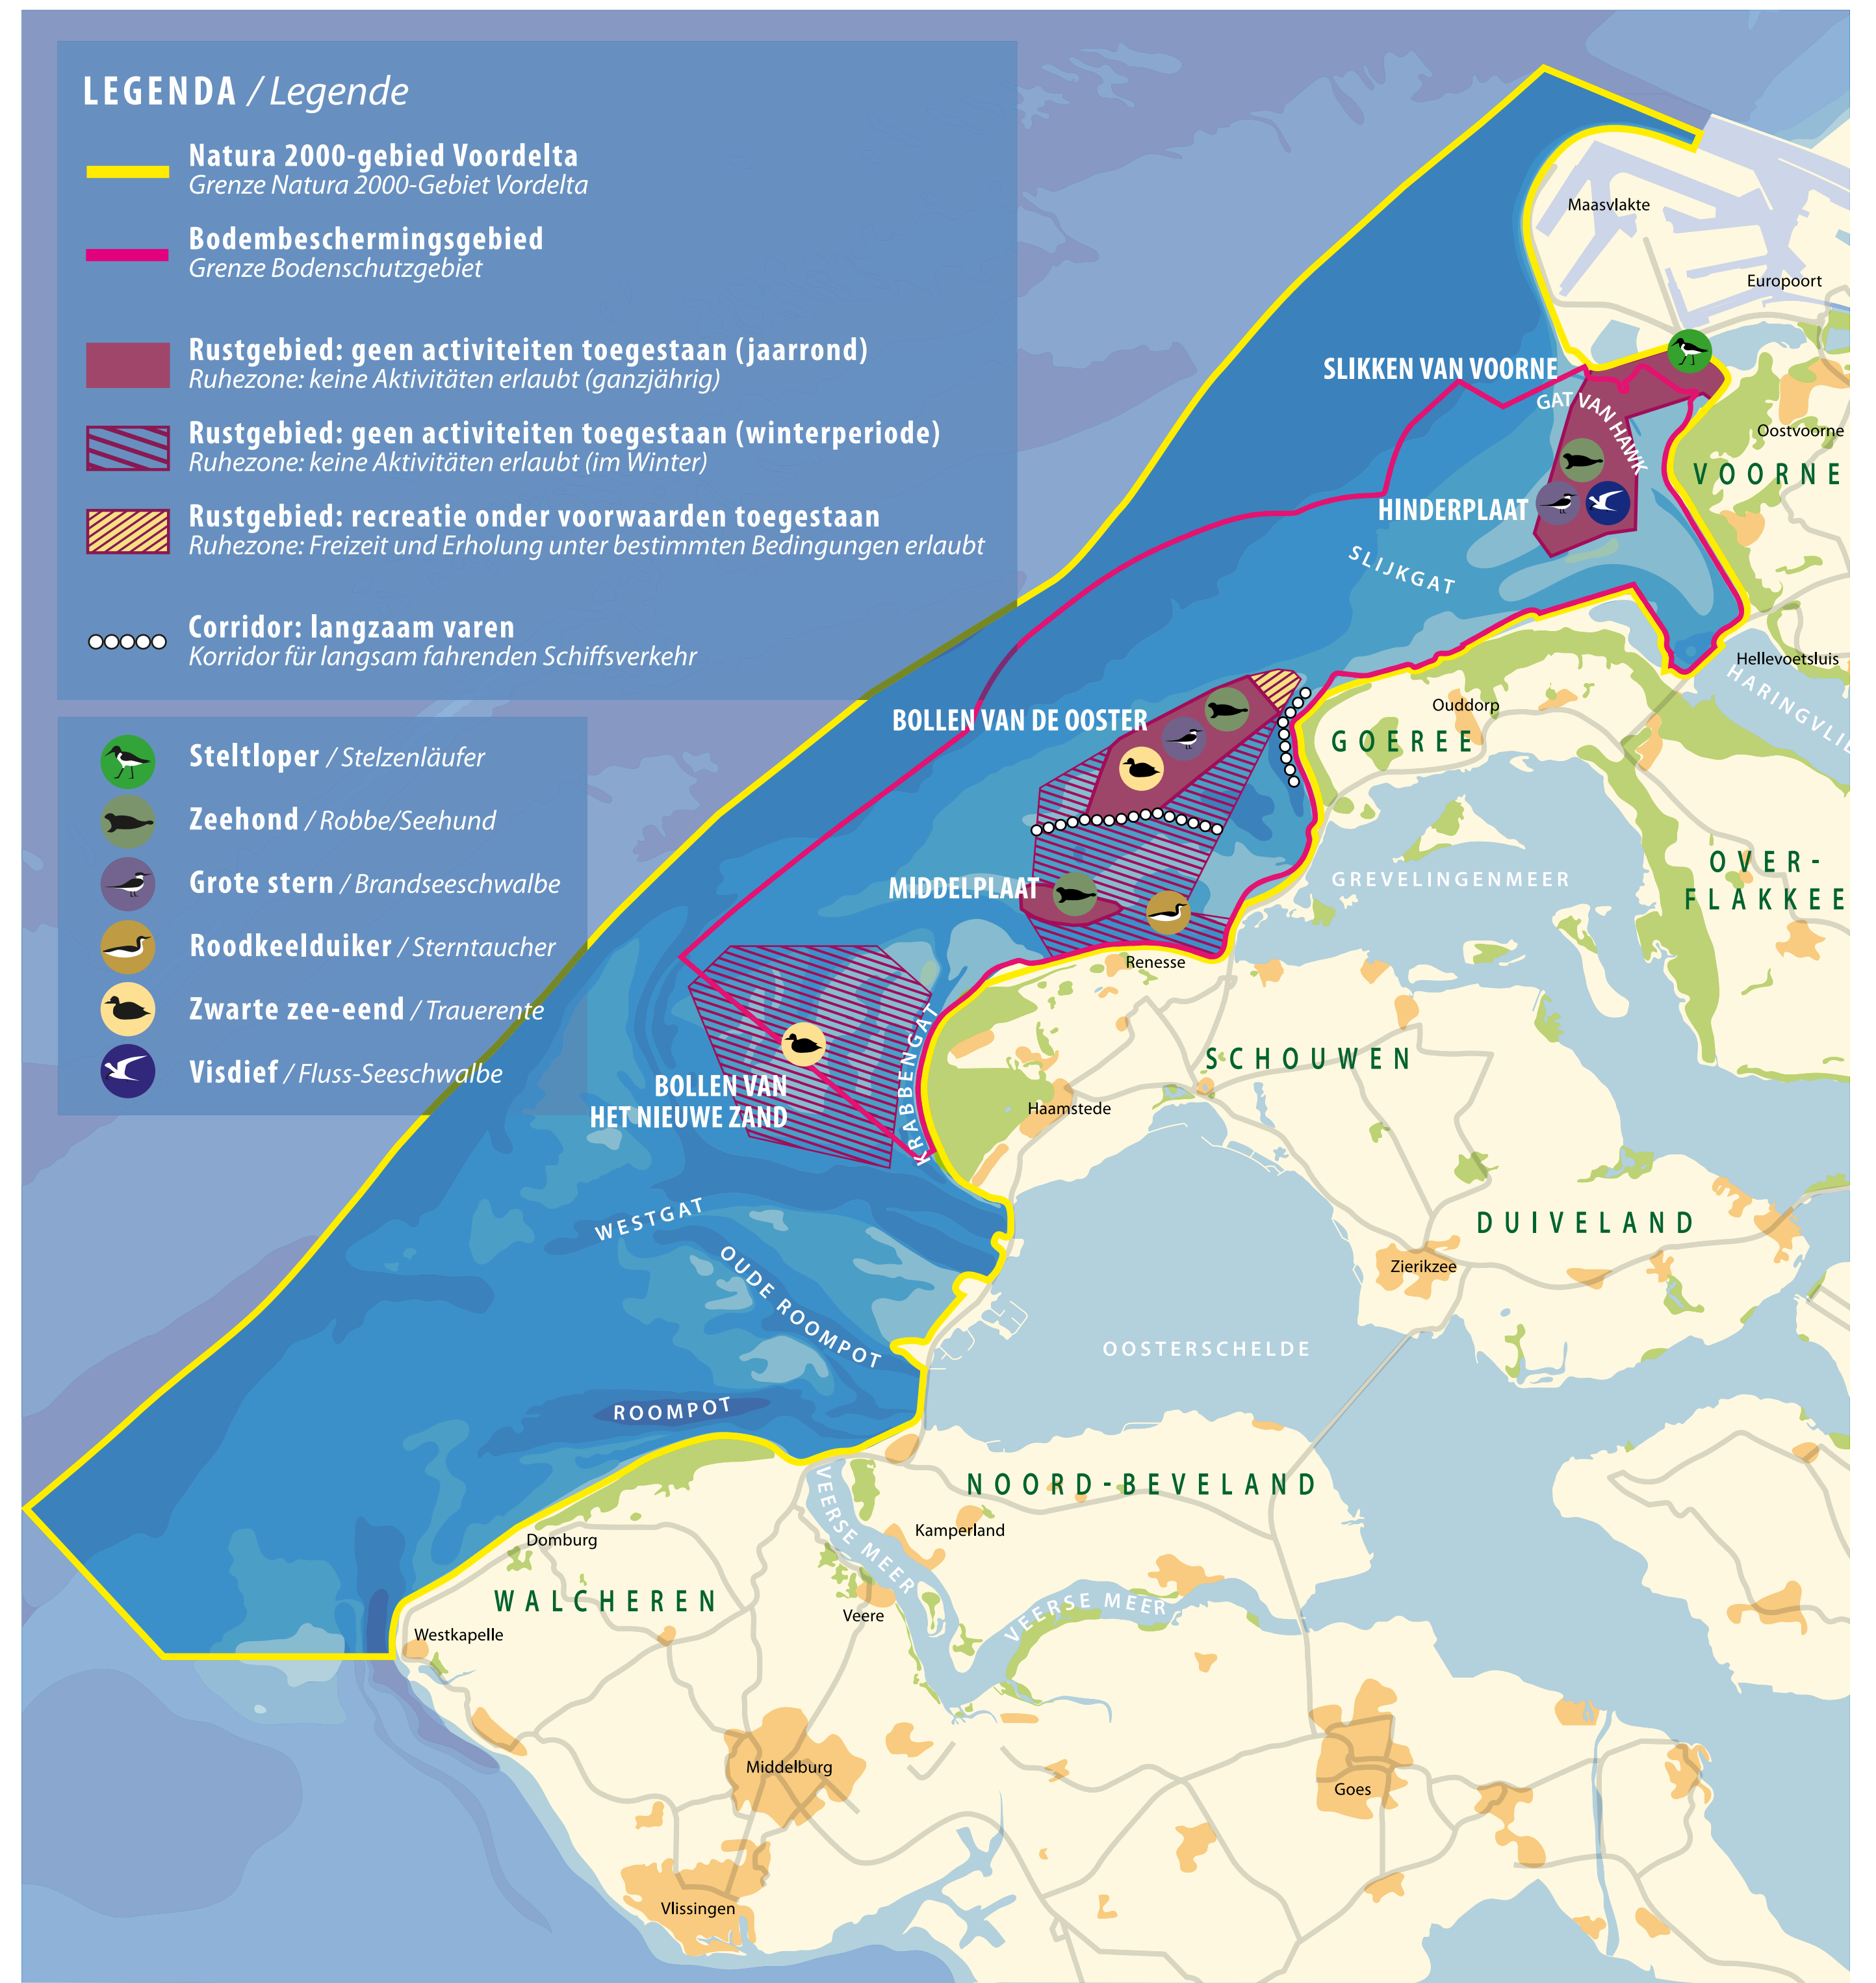 LEGENDA / Legende
Natura 2000-gebied Voordelta
Grenze Natura 2000-Gebiet Vordelta
Bodembeschermingsgebied
Grenze Bodenschutzgebiet
Rustgebied: geen activiteiten toegestaan (jaarrond)
Ruhezone: keine Aktivitäten erlaubt (ganzjährig)
Rustgebied: geen activiteiten toegestaan (winterperiode)
Ruhezone: keine Aktivitäten erlaubt (im Winter)
Rustgebied: recreatie onder voorwaarden toegestaan
Ruhezone: Freizeit und Erholung unter bestimmten Bedingungen erlaubt
Corridor: langzaam varen
Korridor für langsam fahrenden Schiffsverkehr
Steltloper / Stelzenläufer
Zeehond / Robbe/Seehund
Grote stern / Brandseeschwalbe
Roodkeelduiker / Sterntaucher
Zwarte zee-eend / Trauerente
Visdief / Fluss-Seeschwalbe
Maasvlakte
Europoort
SLIKKEN VAN VOORNE
GAT VAN HAWK
Oostvoorne
VOORNE
HINDERPLAAT
SLIJKGAT
Hellevoetsluis
HARINGVLIE
Ouddorp
BOLLEN VAN DE OOSTER
GOEREE
OVER-
FLAKKEE
GREVELINGENMEER
MIDDELPLAAT
Renesse
KRABBENGAT
SCHOUWEN
BOLLEN VAN
HET NIEUWE ZAND
Haamstede
WESTGAT
DUIVELAND
OUDE ROOMPOT
Zierikzee
OOSTERSCHELDE
ROOMPOT
NOORD-BEVELAND
VEERSE MEER
Kamperland
Domburg
WALCHEREN
VEERSE MEER
Veere
Westkapelle
Middelburg
Goes
Vlissingen